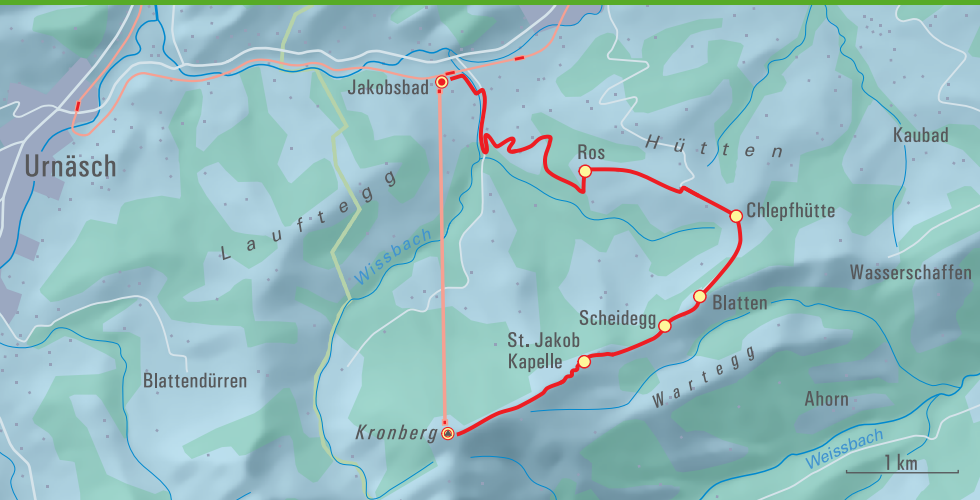 Jakobsbad
Hütten
Kaubad
Ros
Urnäsch
Lauftegg
Chlepfhütte
Wissbach
Wasserschaffen
Blatten
Scheidegg
St. Jakob
Kapelle
Wartegg
Blattendürren
Ahorn
Kronberg
Weissbach
1 km